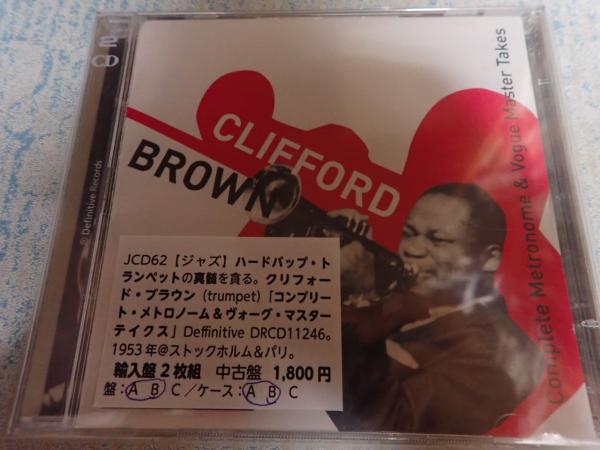 2
CD
® Definitive Records
CLIFFORD
BROWN
Complete Metronome & Vogue Master Takes
JCD62【ジャズ】ハードバップ・ト
ランペットの真髄を貪る。クリフォー
ド・ブラウン(trumpet)「コンプリー
ト・メトロノーム&ヴォーグ・マスター
テイクス」Deffinitive DRCD11246。
1953年@ストックホルム&パリ。
輸入盤2枚組 中古盤 1,800円
盤:A B C/ケース:A B C